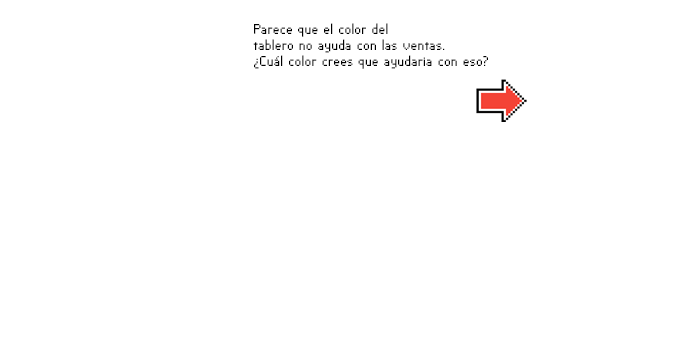 Parece que el color del
tablero no ayuda con las ventas.
¿Cuál color crees que ayudaria con eso?